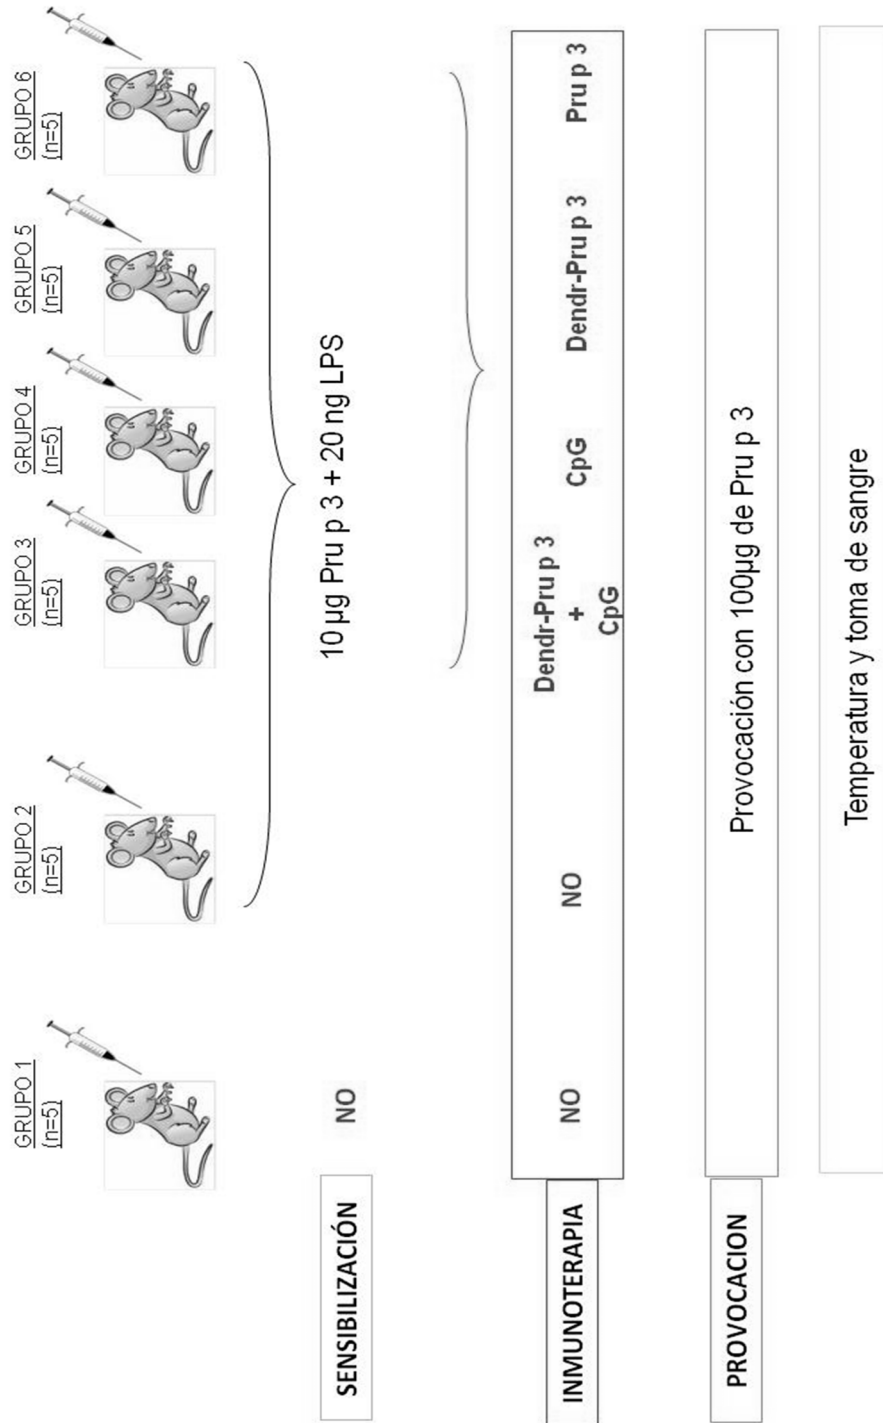 GRUPO 1
(n=5)
GRUPO 2
(n=5)
GRUPO 3
(n=5)
GRUPO 4
(n=5)
GRUPO 5
(n=5)
GRUPO 6
(n=5)
SENSIBILIZACIÓN
NO
10 µg Pru p 3 + 20 ng LPS
INMUNOTERAPIA
NO
NO
Dendr-Pru p 3
+
CpG
CpG
Dendr-Pru p 3
Pru p 3
PROVOCACION
Provocación con 100µg de Pru p 3
Temperatura y toma de sangre